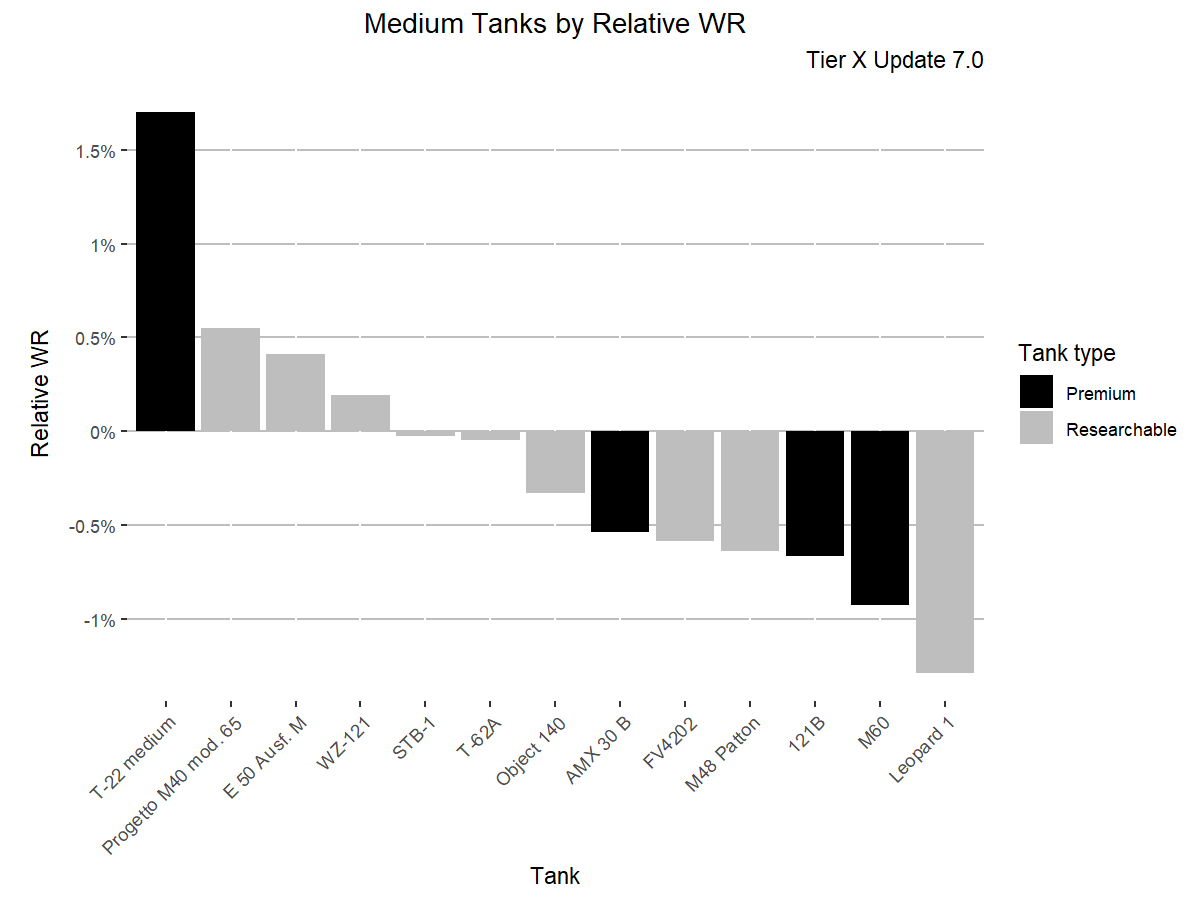 Medium Tanks by Relative WR
Tier X Update 7.0
1.5%
1%
0.5%
0%
-0.5%
-1%
Relative WR
T-22 medium
Progetto M40 mod. 65
E 50 Ausf. M
WZ-121
STB-1
T-62A
Object 140
AMX 30 B
FV4202
M48 Patton
121B
M60
Leopard 1
Tank
Tank type
Premium
Researchable